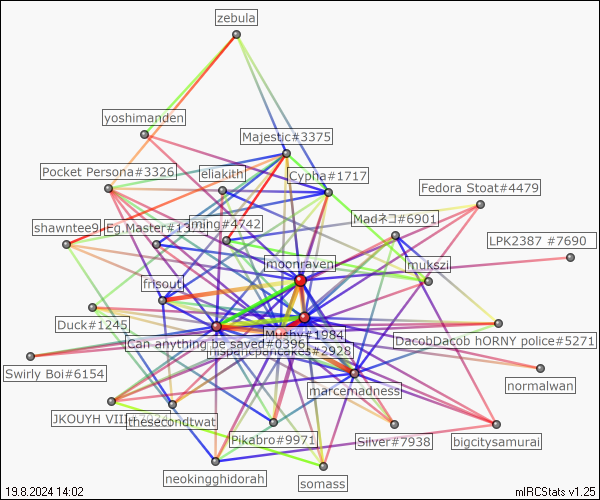 zebula
yoshimanden
Majestic#3375
Pocket Persona#3326
eliakith
Cypha#1717
Fedora Stoat#4479
shawntee9
Eg.Master#13
ming#4742
Madネコ#6901
LPK2387 #7690
moonraven
mukszi
frisout
Duck#1245
Mushy#1984
Can anything be saved#0396
DacobDacob hORNY police#5271
hispanicpancakes#2928
Swirly Boi#6154
marcemadness
normalwan
JKOUYH VIII
thesecondtwat
Pikabro#9971
Silver#7938
bigcitysamurai
neokingghidorah
somass
19.8.2024 14:02
mIRCStats v1.25